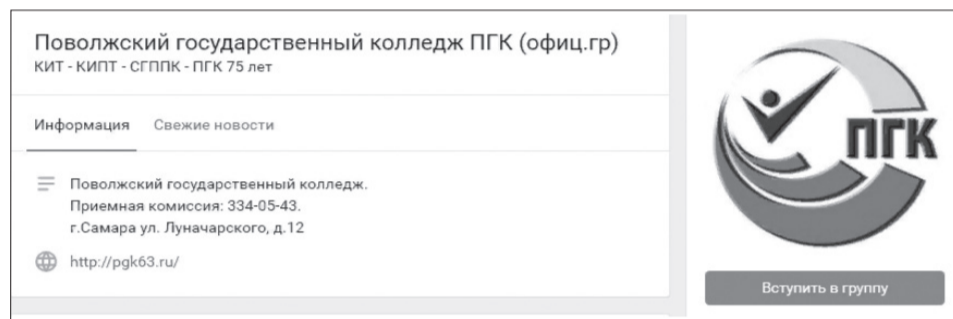 Поволжский государственный колледж ПГК (офиц.гр)
КИТ - КИПТ - СГППК - ПГК 75 лет
Информация Свежие новости
Поволжский государственный колледж.
Приемная комиссия: 334-05-43.
г.Самара ул. Луначарского, д.12
http://pgk63.ru/
ПГК
Вступить в группу